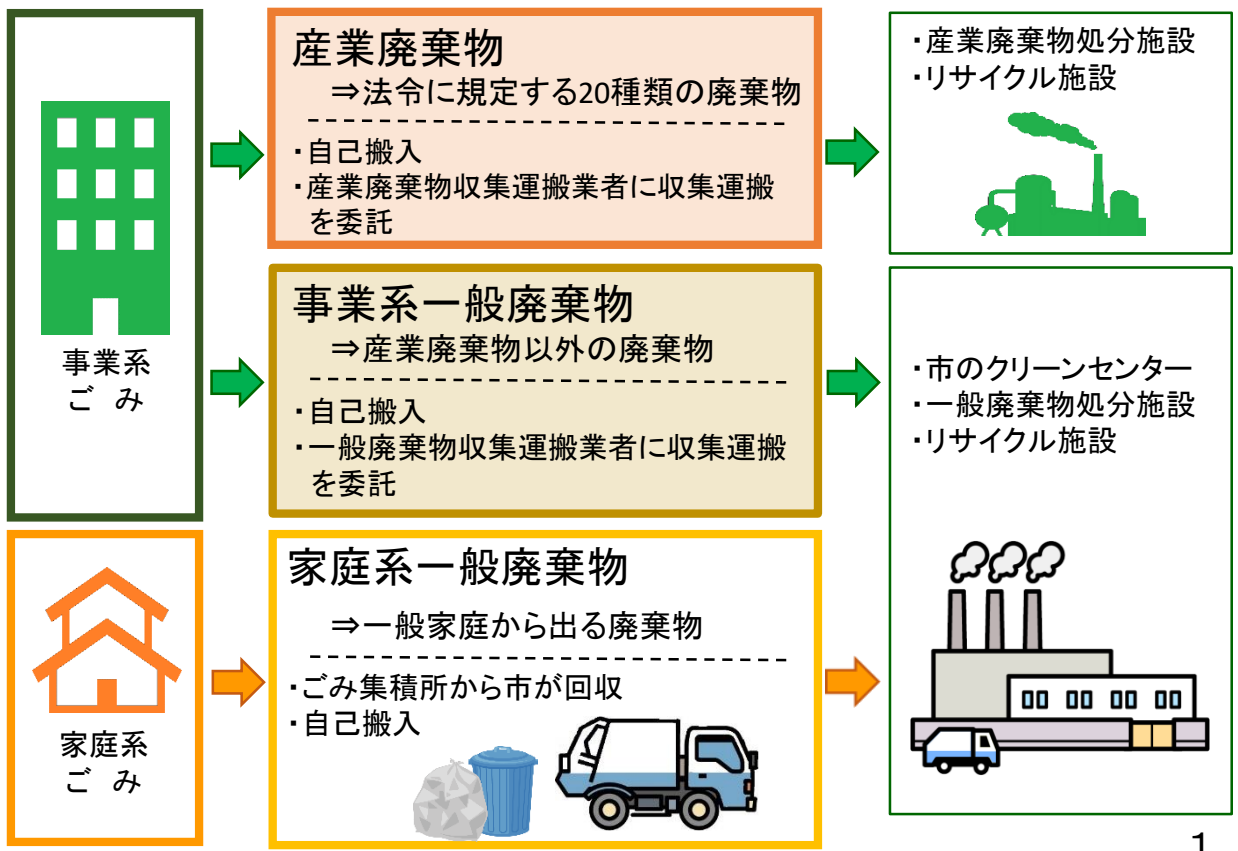 事業系
ご み
産業廃棄物
⇒法令に規定する20種類の廃棄物
・自己搬入
・産業廃棄物収集運搬業者に収集運搬
を委託
・産業廃棄物処分施設
・リサイクル施設
事業系一般廃棄物
⇒産業廃棄物以外の廃棄物
・自己搬入
・一般廃棄物収集運搬業者に収集運搬
を委託
・市のクリーンセンター
・一般廃棄物処分施設
・リサイクル施設
家庭系
ご み
家庭系一般廃棄物
⇒一般家庭から出る廃棄物
・ごみ集積所から市が回収
・自己搬入
1